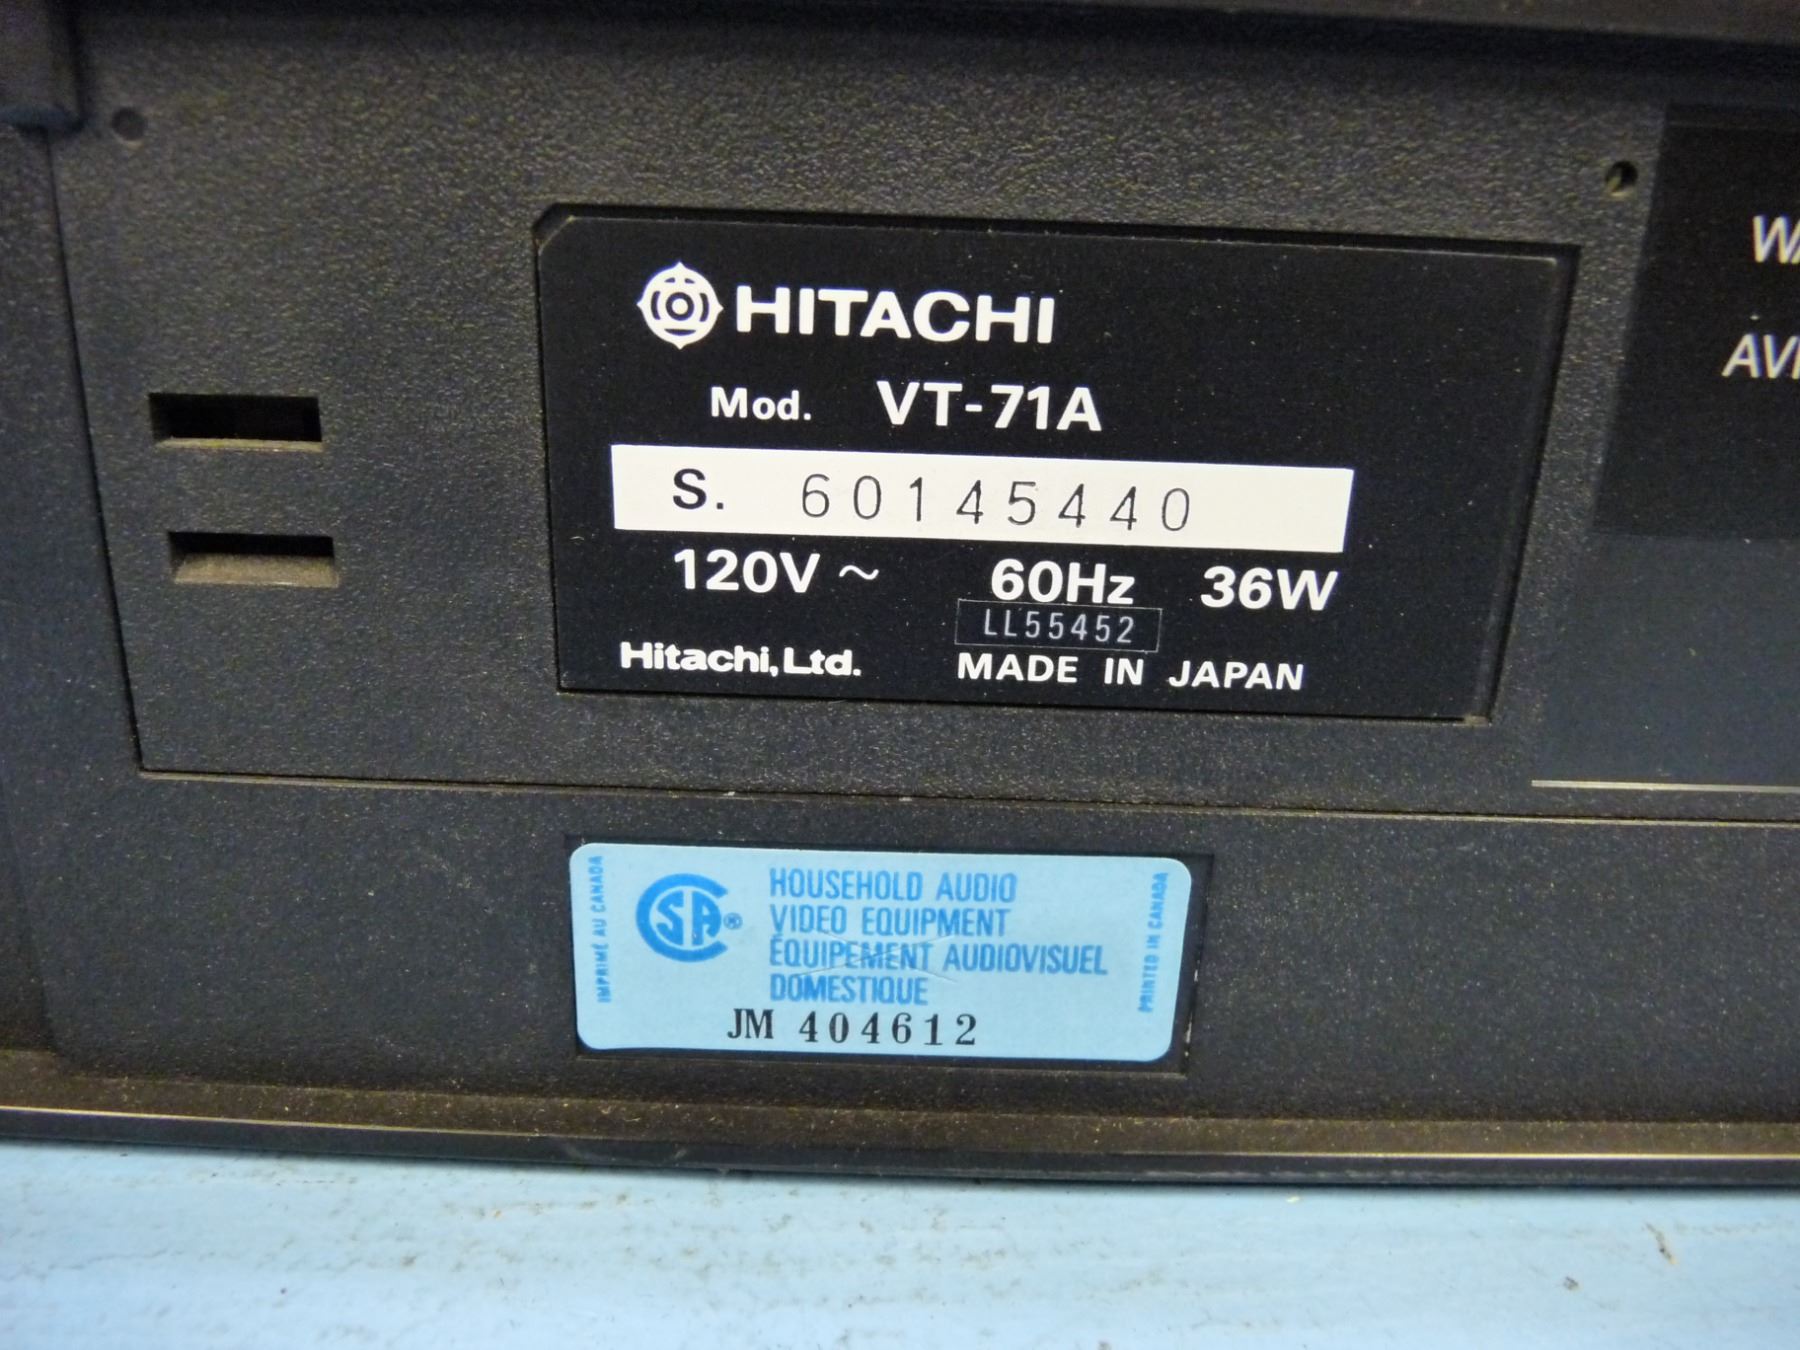 HITACHI
Mod. VT-71A
S. 60145440
120V ~ 60Hz 36W
LL55452
Hitachi, Ltd. MADE IN JAPAN
IMPRIMÉ AU CANADA
SA®
HOUSEHOLD AUDIO
VIDEO EQUIPMENT
ÉQUIPEMENT AUDIOVISUEL
DOMESTIQUE
JM 404612
PRINTED IN CANADA